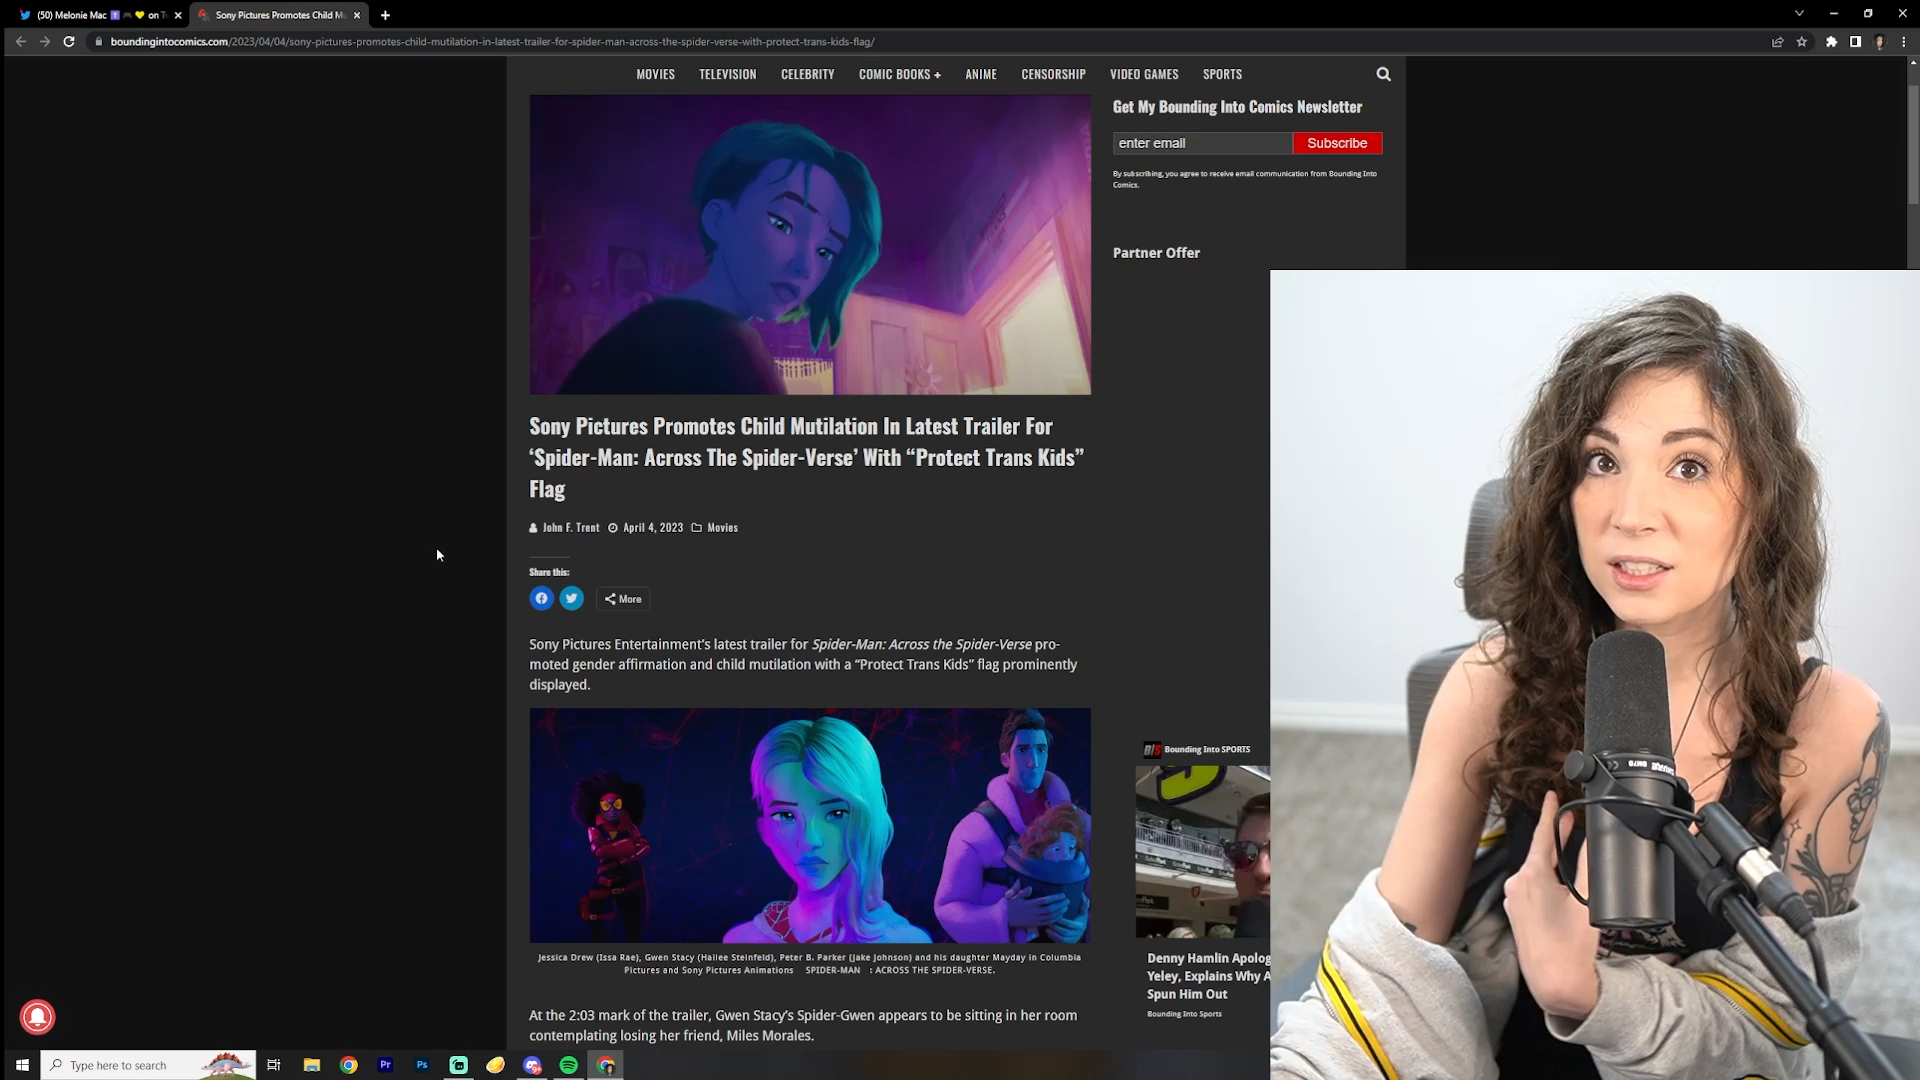 (50) Melonie Mac
on T
Sony Pictures Promotes Child M
boundingintocomics.com/2023/04/04/sony-pictures-promotes-child-mutilation-in-latest-trailer-for-spider-man-across-the-spider-verse-with-protect-trans-kids-flag/
MOVIES TELEVISION CELEBRITY COMIC BOOKS + ANIME CENSORSHIP VIDEO GAMES SPORTS
Get My Bounding Into Comics Newsletter
enter email Subscribe
By subscribing, you agree to receive email communication from Bounding Into
Comics.
Partner Offer
Sony Pictures Promotes Child Mutilation In Latest Trailer For
‘Spider-Man: Across The Spider-Verse’ With “Protect Trans Kids”
Flag
John F. Trent April 4, 2023 Movies
Share this:
More
Sony Pictures Entertainment’s latest trailer for Spider-Man: Across the Spider-Verse pro-
moted gender affirmation and child mutilation with a “Protect Trans Kids” flag prominently
displayed.
Jessica Drew (Issa Rae), Gwen Stacy (Hailee Steinfeld), Peter B. Parker (Jake Johnson) and his daughter Mayday in Columbia
Pictures and Sony Pictures Animations SPIDER-MAN : ACROSS THE SPIDER-VERSE.
At the 2:03 mark of the trailer, Gwen Stacy’s Spider-Gwen appears to be sitting in her room
contemplating losing her friend, Miles Morales.
B/S Bounding Into SPORTS
Denny Hamlin Apolog
Yeley, Explains Why
Spun Him Out
Bounding Into Sports
SHURE SM7B
Type here to search
Pr
Ps